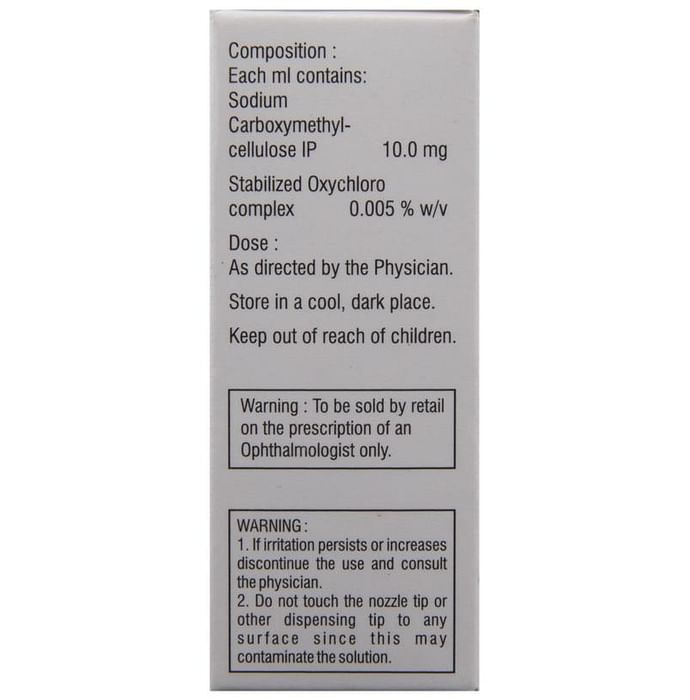 Composition :
Each ml contains:
Sodium
Carboxymethyl-
cellulose IP 10.0 mg
Stabilized Oxychloro
complex 0.005 % w/v
Dose :
As directed by the Physician.
Store in a cool, dark place.
Keep out of reach of children.
Warning : To be sold by retail
on the prescription of an
Ophthalmologist only.
WARNING :
1. If irritation persists or increases
discontinue the use and consult
the physician.
2. Do not touch the nozzle tip or
other dispensing tip to any
surface since this may
contaminate the solution.